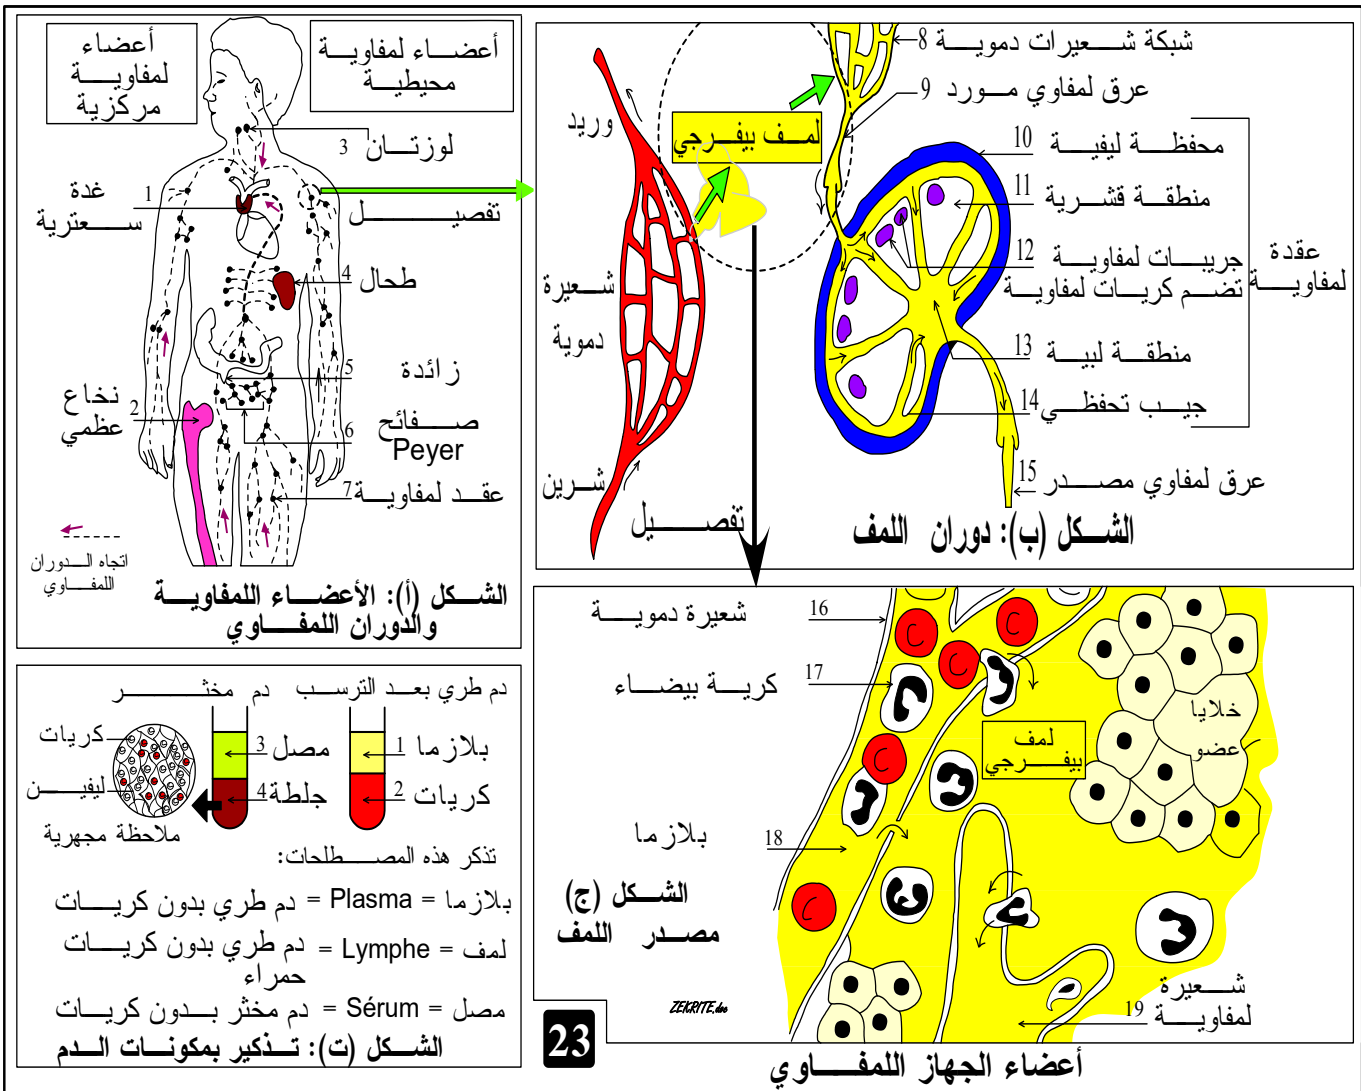 أعضاء
لمفاوية
مركزية
أعضاء لمفاوية
محيطية
لوزتان 3
1 غدة
سعترية
تفصيل
4 طحال
5 زائدة
2 نخاع
عظمي
6 صفائح
Peyer
7 عقد لمفاوية
اتجاه الدوران
اللمفاوي
الشكل (أ): الأعضاء اللمفاوية
والدوران اللمفاوي
8 شبكة شعيرات دموية
9 عرق لمفاوي مورد
وريد
لمف بيفرجي
10 محفظة ليفية
11 منطقة قشرية
12 جريبات لمفاوية
تضم كريات لمفاوية
عقدة
لمفاوية
شعيرة
دموية
13 منطقة لبية
14 جيب تحفظي
15 عرق لمفاوي مصدر
شرين
تفصيل
الشكل (ب): دوران اللمف
16 شعيرة دموية
17 كرية بيضاء
خلايا
عضو
لمف
بيفرجي
18 بلازما
الشكل (ج)
مصدر اللمف
شعيرة
19 لمفاوية
ZEKRITE.doc
23
أعضاء الجهاز اللمفاوي
دم طري بعد الترسب
دم مخثر
كريات
3 مصل
1 بلازما
ليفين
4 جلطة
2 كريات
ملاحظة مجهرية
تذكر هذه المصطلحات:
بلازما = Plasma = دم طري بدون كريات
لمف = Lymphe = دم طري بدون كريات
حمراء
مصل = Sérum = دم مخثر بدون كريات
الشكل (ت): تذكير بمكونات الدم